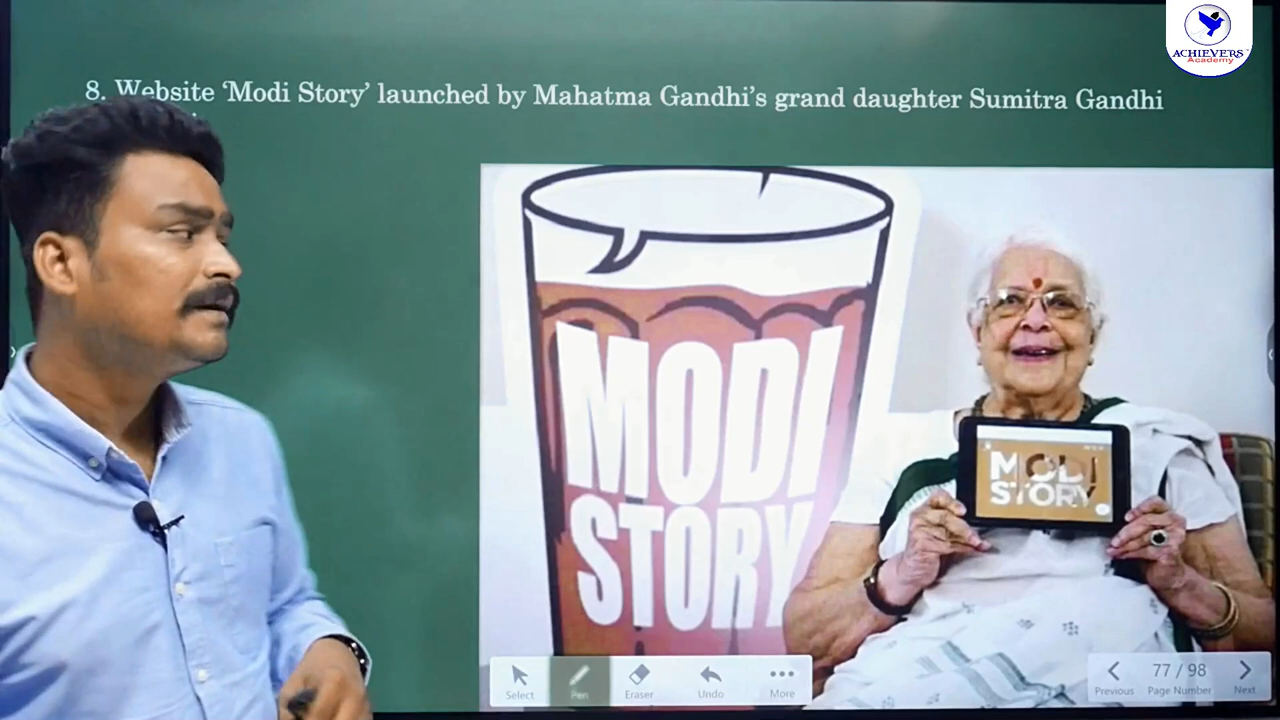 ACHIEVERS
Academy
8. Website ‘Modi Story’ launched by Mahatma Gandhi’s grand daughter Sumitra Gandhi
MODI
STORY
MODI
STORY
Select
Pen
Eraser
Undo
More
Previous
77 / 98
Page Number
Next